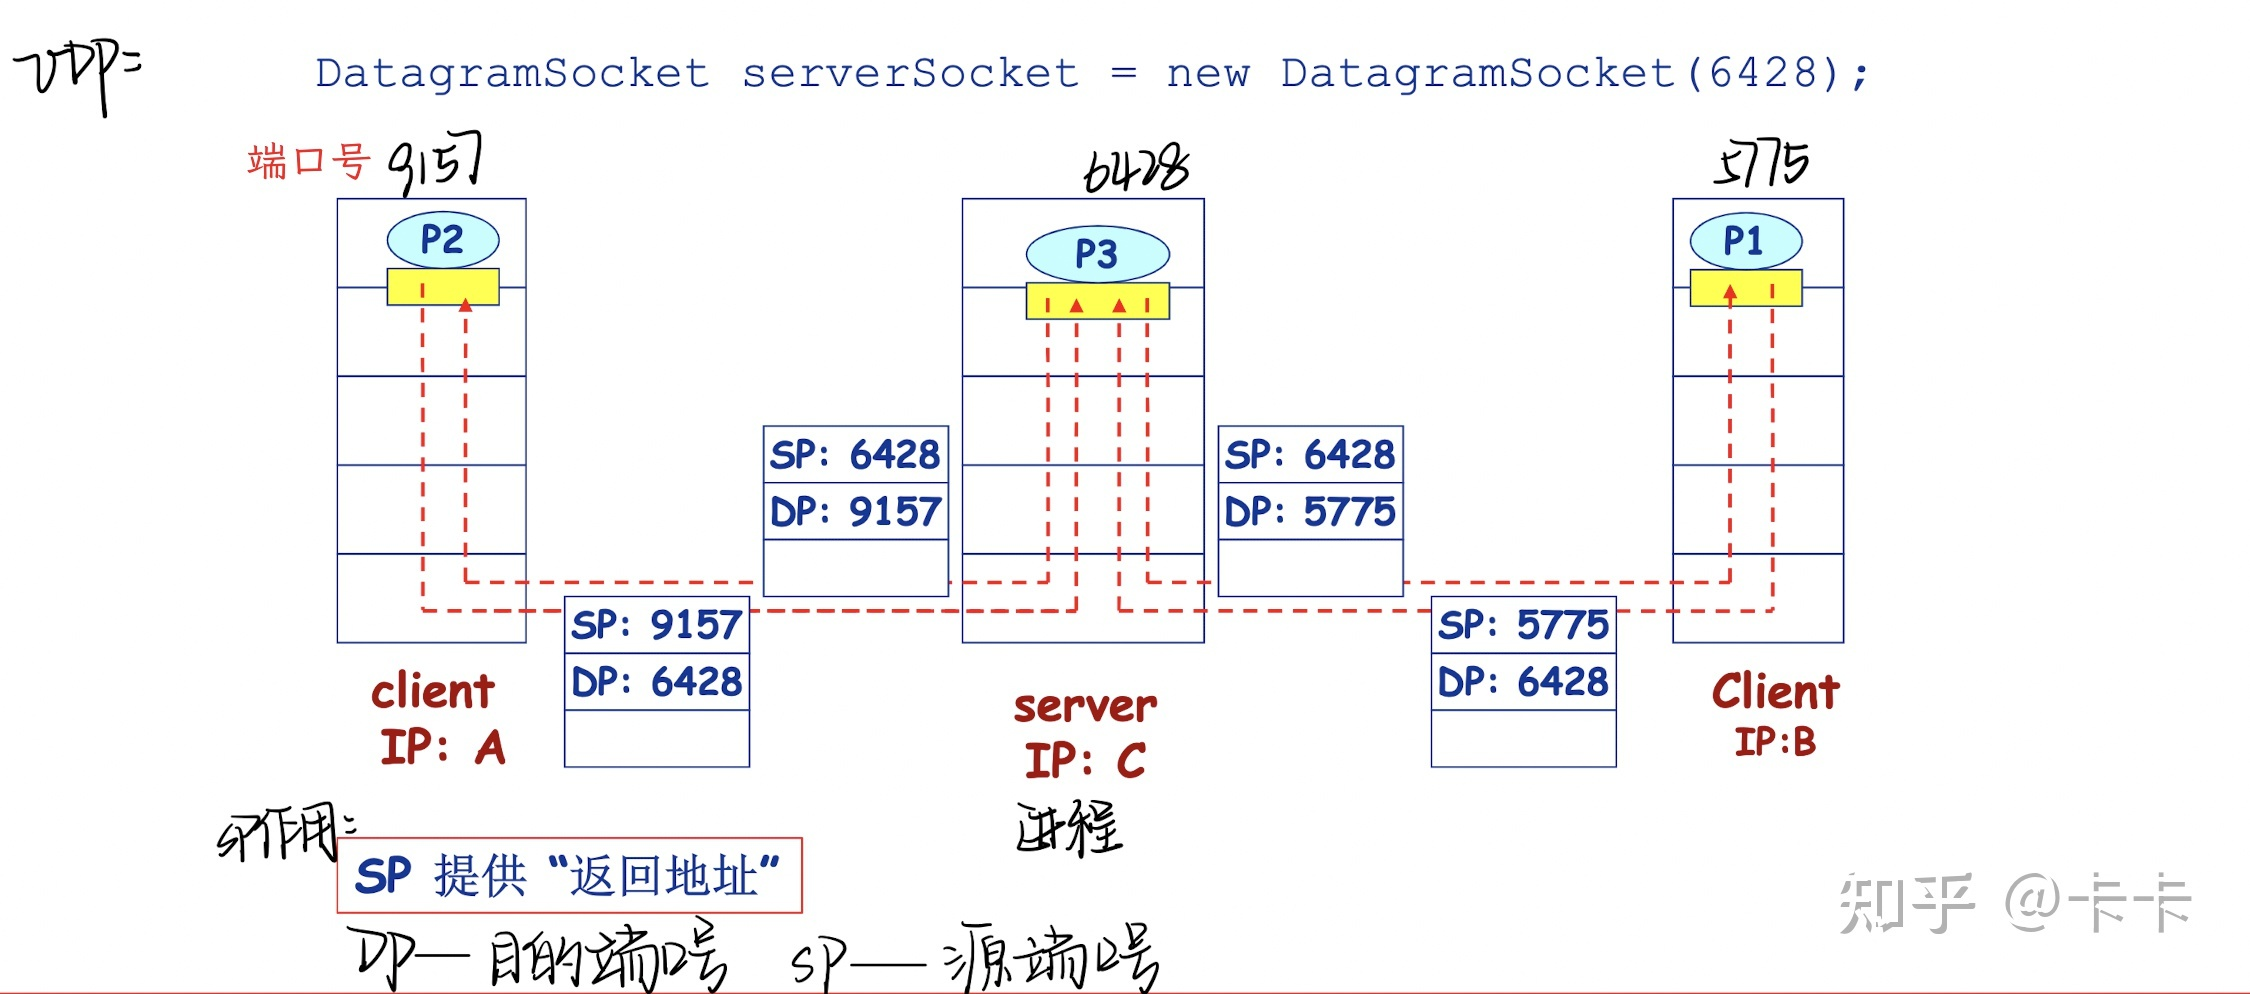 UDP:
DatagramSocket serverSocket = new DatagramSocket(6428);
端口号 9157
6428
5775
P2
P3
P1
SP: 6428
DP: 9157
SP: 6428
DP: 5775
SP: 9157
DP: 6428
SP: 5775
DP: 6428
client
IP: A
server
IP: C
进程
Client
IP:B
SP作用:
SP 提供 “返回地址”
DP—目的端口号 SP—源端口号
知乎 @卡卡